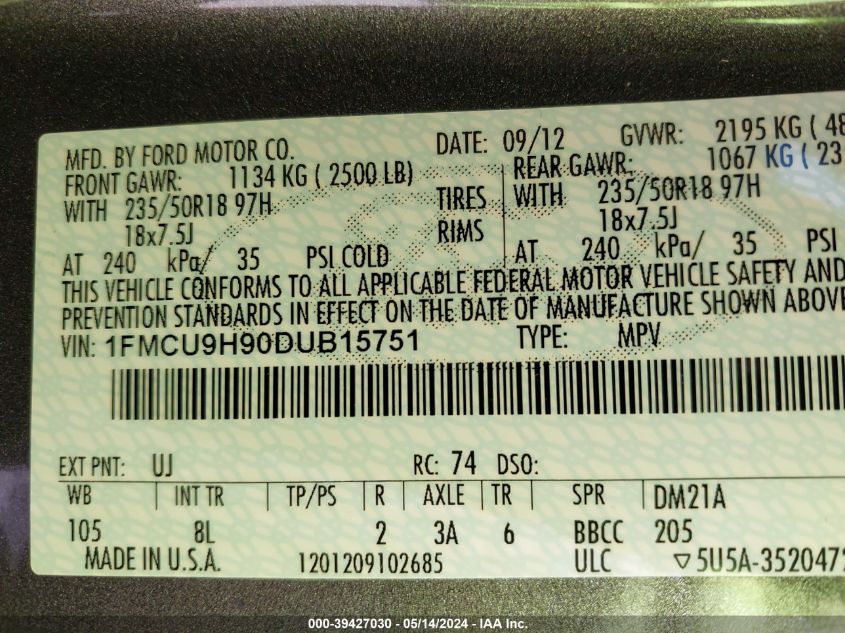 MFD. BY FORD MOTOR CO. DATE: 09/12 GVWR: 2195 KG ( 48
FRONT GAWR: 1134 KG ( 2500 LB) REAR GAWR: 1067 KG ( 23
WITH 235/50R18 97H TIRES WITH 235/50R18 97H
18x7.5J RIMS 18x7.5J
AT 240 kPa/ 35 PSI COLD AT 240 kPa/ 35 PSI
THIS VEHICLE CONFORMS TO ALL APPLICABLE FEDERAL MOTOR VEHICLE SAFETY AND
PREVENTION STANDARDS IN EFFECT ON THE DATE OF MANUFACTURE SHOWN ABOVE
VIN: 1FMCU9H90DUB15751 TYPE: MPV
EXT PNT: UJ RC: 74 DSO:
WB INT TR TP/PS R AXLE TR SPR DM21A
105 8L 2 3A 6 BBCC 205
MADE IN U.S.A. 1201209102685 ULC ▽5U5A-3520472
000-39427030 - 05/14/2024 - IAA Inc.